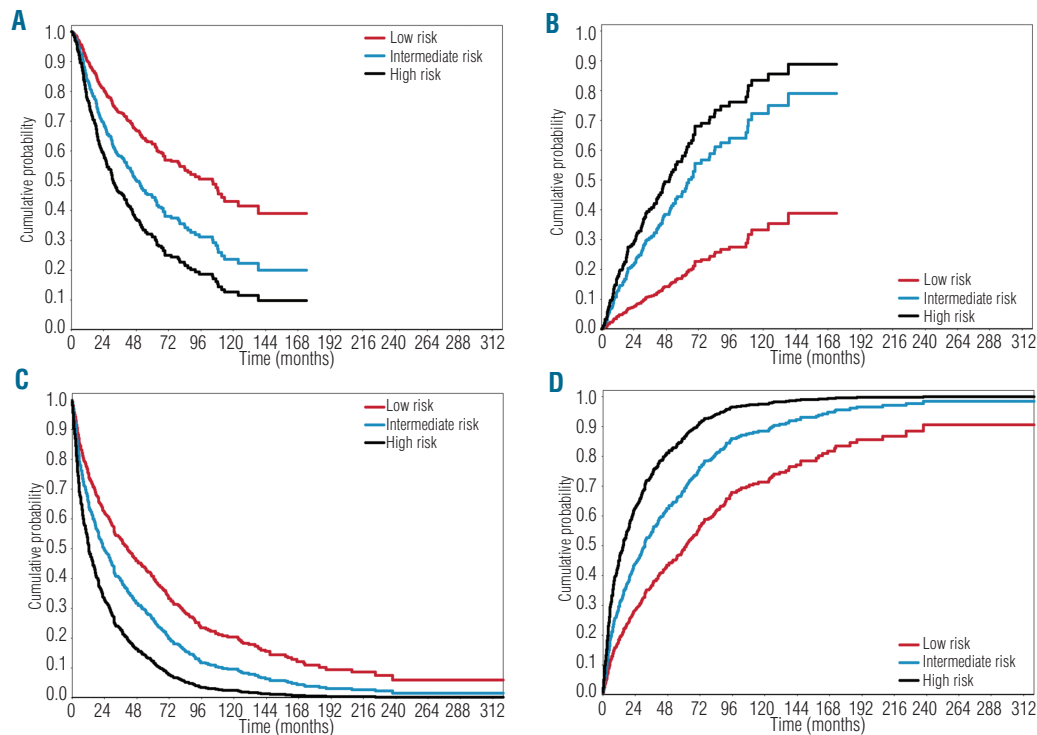 A
Cumulative probability
1.0
0.9
0.8
0.7
0.6
0.5
0.4
0.3
0.2
0.1
0.0
Low risk
Intermediate risk
High risk
0 24 48 72 96 120 144 168 192 216 240 264 288 312
Time (months)
B
Cumulative probability
1.0
0.9
0.8
0.7
0.6
0.5
0.4
0.3
0.2
0.1
0.0
Low risk
Intermediate risk
High risk
0 24 48 72 96 120 144 168 192 216 240 264 288 312
Time (months)
C
Cumulative probability
1.0
0.9
0.8
0.7
0.6
0.5
0.4
0.3
0.2
0.1
0.0
Low risk
Intermediate risk
High risk
0 24 48 72 96 120 144 168 192 216 240 264 288 312
Time (months)
D
Cumulative probability
1.0
0.9
0.8
0.7
0.6
0.5
0.4
0.3
0.2
0.1
0.0
Low risk
Intermediate risk
High risk
0 24 48 72 96 120 144 168 192 216 240 264 288 312
Time (months)